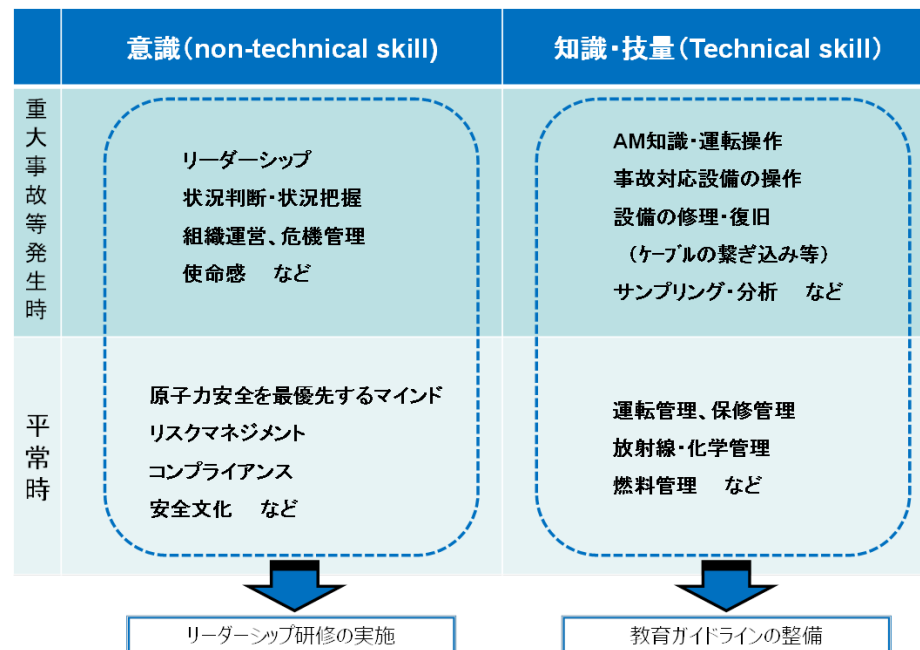 意識(non-technical skill)
知識・技量(Technical skill)
重大事故等発生時
リーダーシップ
状況判断・状況把握
組織運営、危機管理
使命感 など
AM知識・運転操作
事故対応設備の操作
設備の修理・復旧
(ケーブルの繋ぎ込み等)
サンプリング・分析 など
平常時
原子力安全を最優先するマインド
リスクマネジメント
コンプライアンス
安全文化 など
運転管理、保修管理
放射線・化学管理
燃料管理 など
リーダーシップ研修の実施
教育ガイドラインの整備